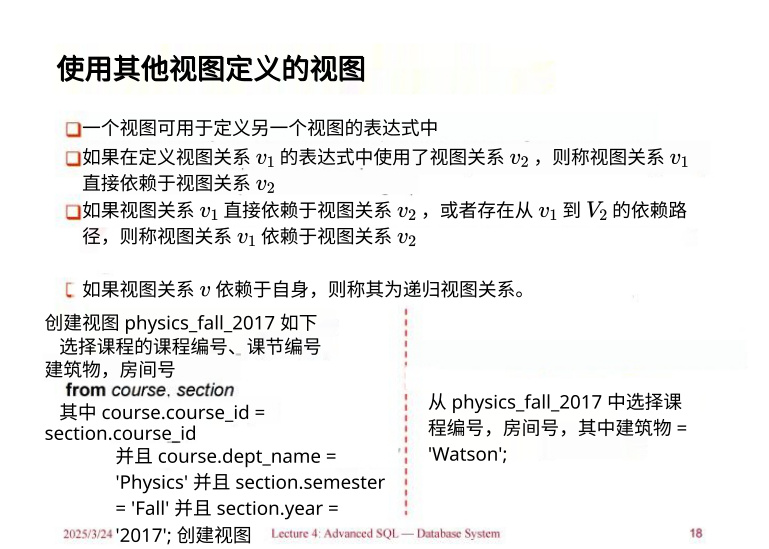 使用其他视图定义的视图
一个视图可用于定义另一个视图的表达式中
如果在定义视图关系 v₁ 的表达式中使用了视图关系 v₂ ，则称视图关系 v₁
直接依赖于视图关系 v₂
如果视图关系 v₁ 直接依赖于视图关系 v₂ ，或者存在从 v₁ 到 V₂ 的依赖路
径，则称视图关系 v₁ 依赖于视图关系 v₂
如果视图关系 v 依赖于自身，则称其为递归视图关系。
创建视图 physics_fall_2017 如下
选择课程的课程编号、课节编号
建筑物，房间号
from course, section
其中 course.course_id =
section.course_id
并且 course.dept_name =
'Physics' 并且 section.semester
= 'Fall' 并且 section.year =
'2017'; 创建视图
从 physics_fall_2017 中选择课
程编号，房间号，其中建筑物 =
'Watson';
2025/3/24
Lecture 4: Advanced SQL — Database System
18